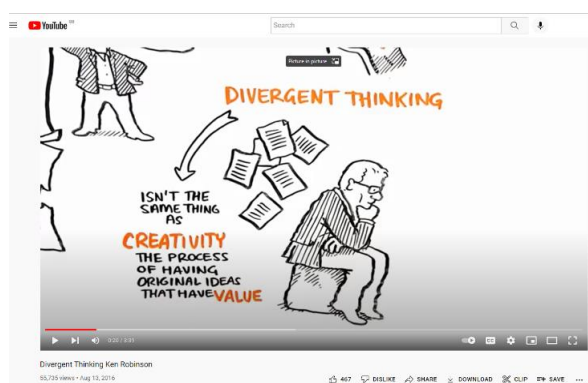 YouTube
Search
Picture in picture
DIVERGENT THINKING
ISN'T THE
SAME THING
AS
CREATIVITY
THE PROCESS
OF HAVING
ORIGINAL IDEAS
THAT HAVE VALUE
Divergent Thinking Ken Robinson
55,735 views • Aug 13, 2016
467 DISLIKE SHARE DOWNLOAD CLIP SAVE